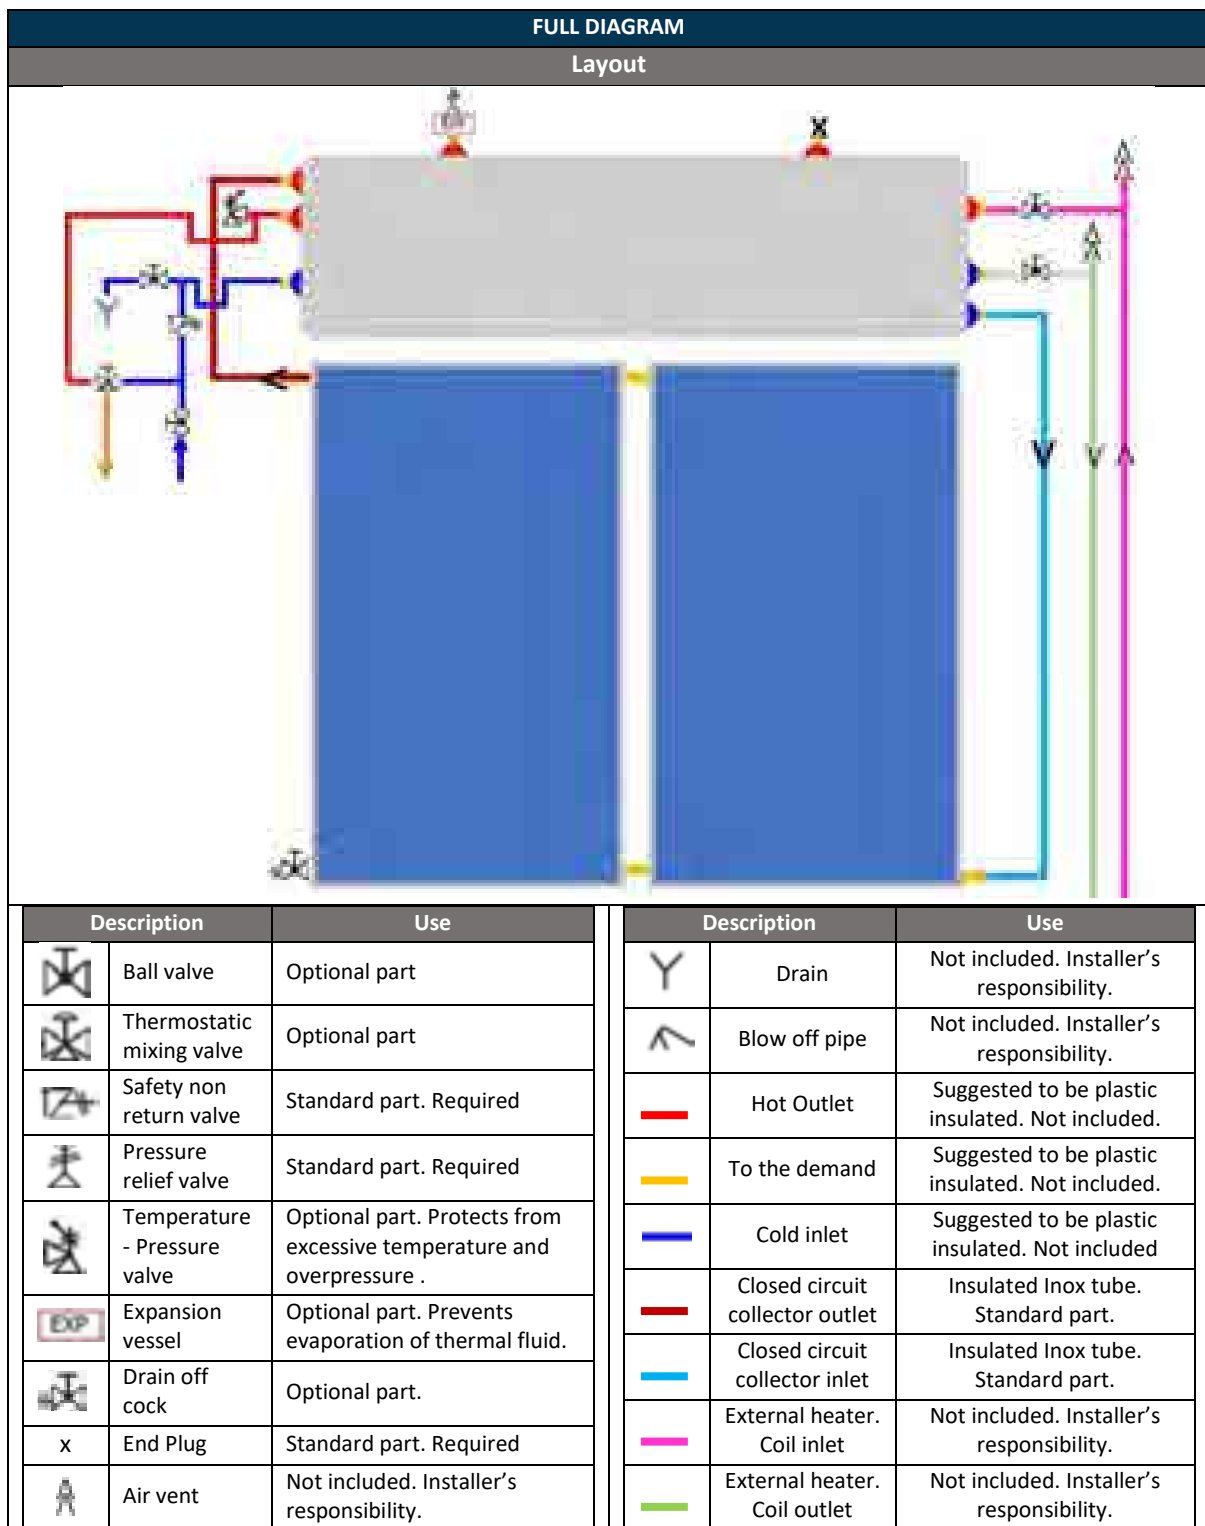 FULL DIAGRAM
Layout
EXP
x
Description
Use
Ball valve
Optional part
Thermostatic
mixing valve
Optional part
Safety non
return valve
Standard part. Required
Pressure
relief valve
Standard part. Required
Temperature
- Pressure
valve
Optional part. Protects from
excessive temperature and
overpressure .
EXP
Expansion
vessel
Optional part. Prevents
evaporation of thermal fluid.
Drain off
cock
Optional part.
x
End Plug
Standard part. Required
Air vent
Not included. Installer’s
responsibility.
Description
Use
Drain
Not included. Installer’s
responsibility.
Blow off pipe
Not included. Installer’s
responsibility.
Hot Outlet
Suggested to be plastic
insulated. Not included.
To the demand
Suggested to be plastic
insulated. Not included.
Cold inlet
Suggested to be plastic
insulated. Not included
Closed circuit
collector outlet
Insulated Inox tube.
Standard part.
Closed circuit
collector inlet
Insulated Inox tube.
Standard part.
External heater.
Coil inlet
Not included. Installer’s
responsibility.
External heater.
Coil outlet
Not included. Installer’s
responsibility.